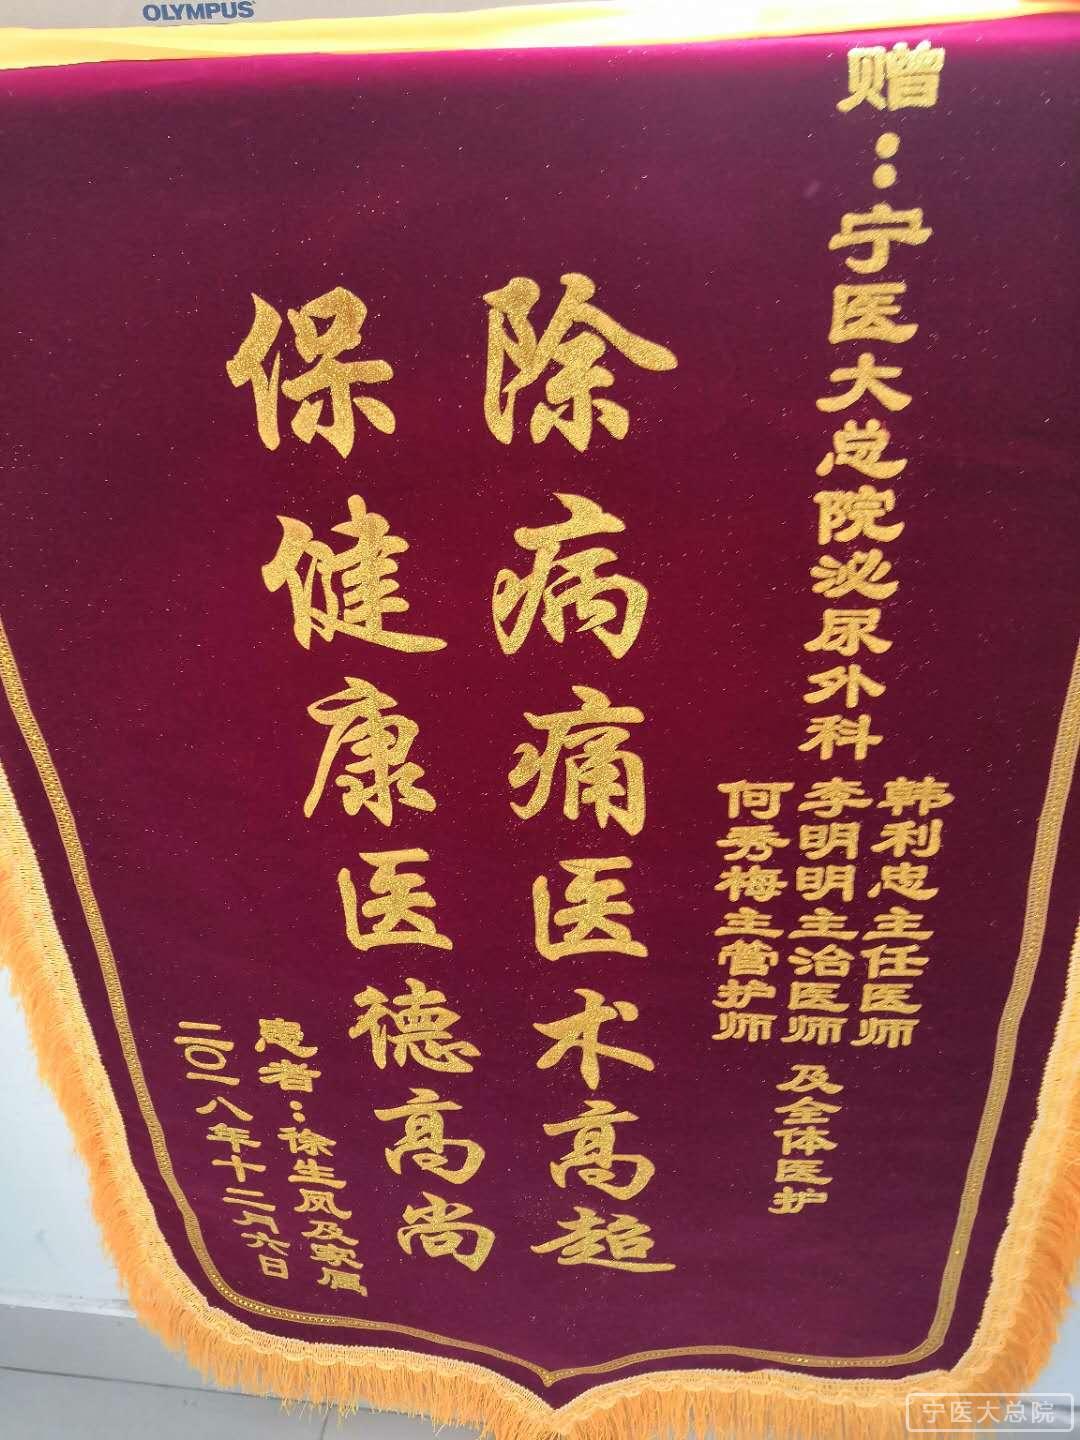 OLYMPUS
赠：宁医大总院泌尿外科
韩利忠主任医师
李明明主治医师
何秀梅主管护师
及全体医护
除病痛医术高超
保健康医德高尚
患者：徐生凤及家属
二〇一八年十二月六日
宁医大总院